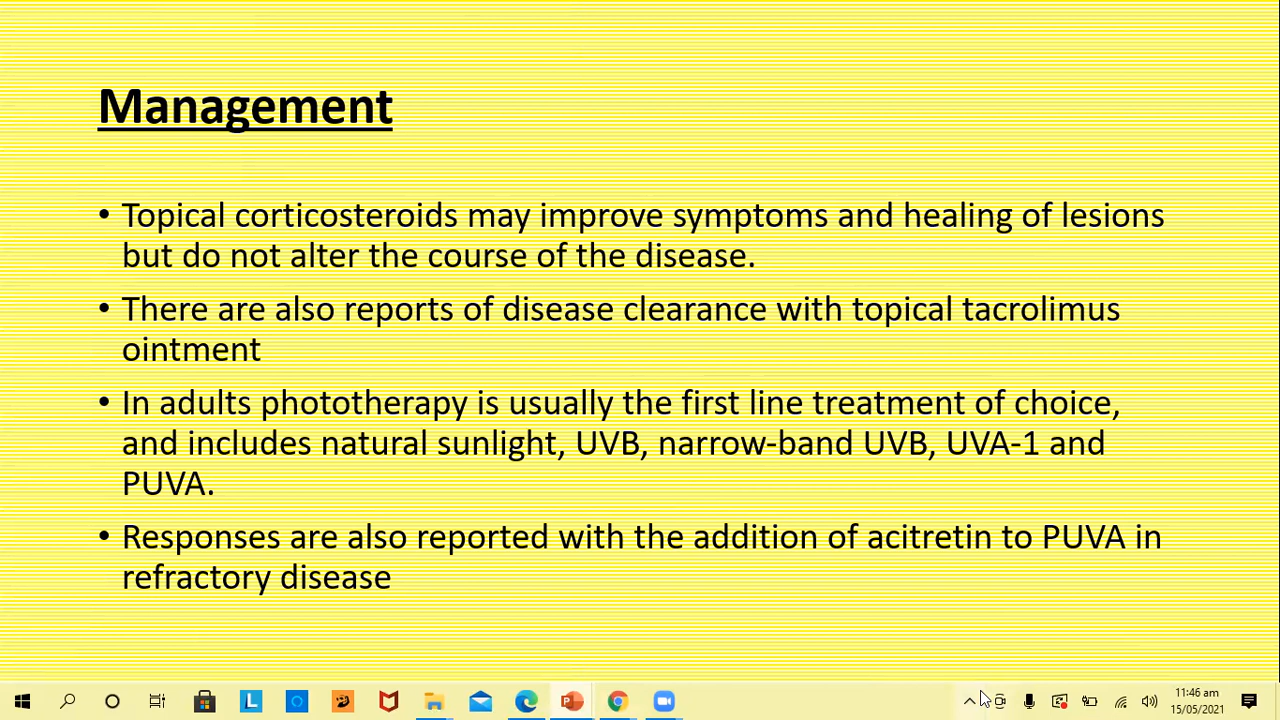 Management
• Topical corticosteroids may improve symptoms and healing of lesions
but do not alter the course of the disease.
• There are also reports of disease clearance with topical tacrolimus
ointment
• In adults phototherapy is usually the first line treatment of choice,
and includes natural sunlight, UVB, narrow-band UVB, UVA-1 and
PUVA.
• Responses are also reported with the addition of acitretin to PUVA in
refractory disease
L
11:46 am
15/05/2021